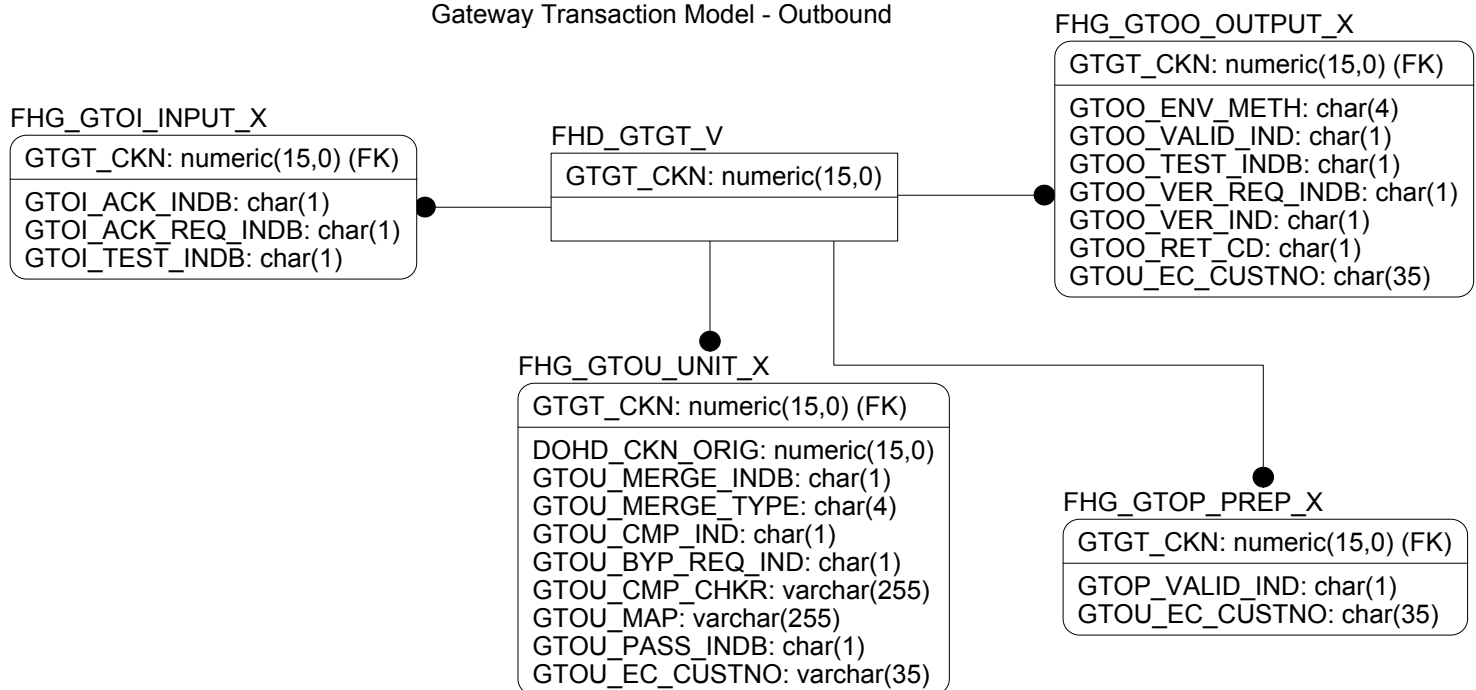 Gateway Transaction Model - Outbound
FHG_GTOI_INPUT_X
GTGT_CKN: numeric(15,0) (FK)
GTOI_ACK_INDB: char(1)
GTOI_ACK_REQ_INDB: char(1)
GTOI_TEST_INDB: char(1)
FHD_GTGT_V
GTGT_CKN: numeric(15,0)
FHG_GTOO_OUTPUT_X
GTGT_CKN: numeric(15,0) (FK)
GTOO_ENV_METH: char(4)
GTOO_VALID_IND: char(1)
GTOO_TEST_INDB: char(1)
GTOO_VER_REQ_INDB: char(1)
GTOO_VER_IND: char(1)
GTOO_RET_CD: char(1)
GTOU_EC_CUSTNO: char(35)
FHG_GTOU_UNIT_X
GTGT_CKN: numeric(15,0) (FK)
DOHD_CKN_ORIG: numeric(15,0)
GTOU_MERGE_INDB: char(1)
GTOU_MERGE_TYPE: char(4)
GTOU_CMP_IND: char(1)
GTOU_BYP_REQ_IND: char(1)
GTOU_CMP_CHKR: varchar(255)
GTOU_MAP: varchar(255)
GTOU_PASS_INDB: char(1)
GTOU_EC_CUSTNO: varchar(35)
FHG_GTOP_PREP_X
GTGT_CKN: numeric(15,0) (FK)
GTOP_VALID_IND: char(1)
GTOU_EC_CUSTNO: char(35)